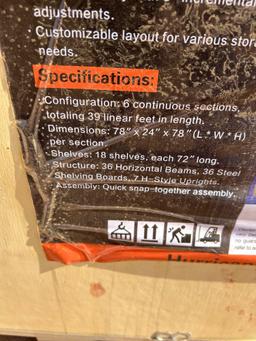 adjustments.
· Customizable layout for various
needs.
Specifications:
· Configuration: 6 continuous sections,
totaling 39 linear feet in length.
· Dimensions: 78" x 24" x 78" (L * W * H)
per section.
· Shelves: 18 shelves, each 72" long.
· Structure: 36 Horizontal Beams, 36 Steel
Shelving Boards, 7 H-Style Uprights.
· Assembly: Quick snap-together assembly.